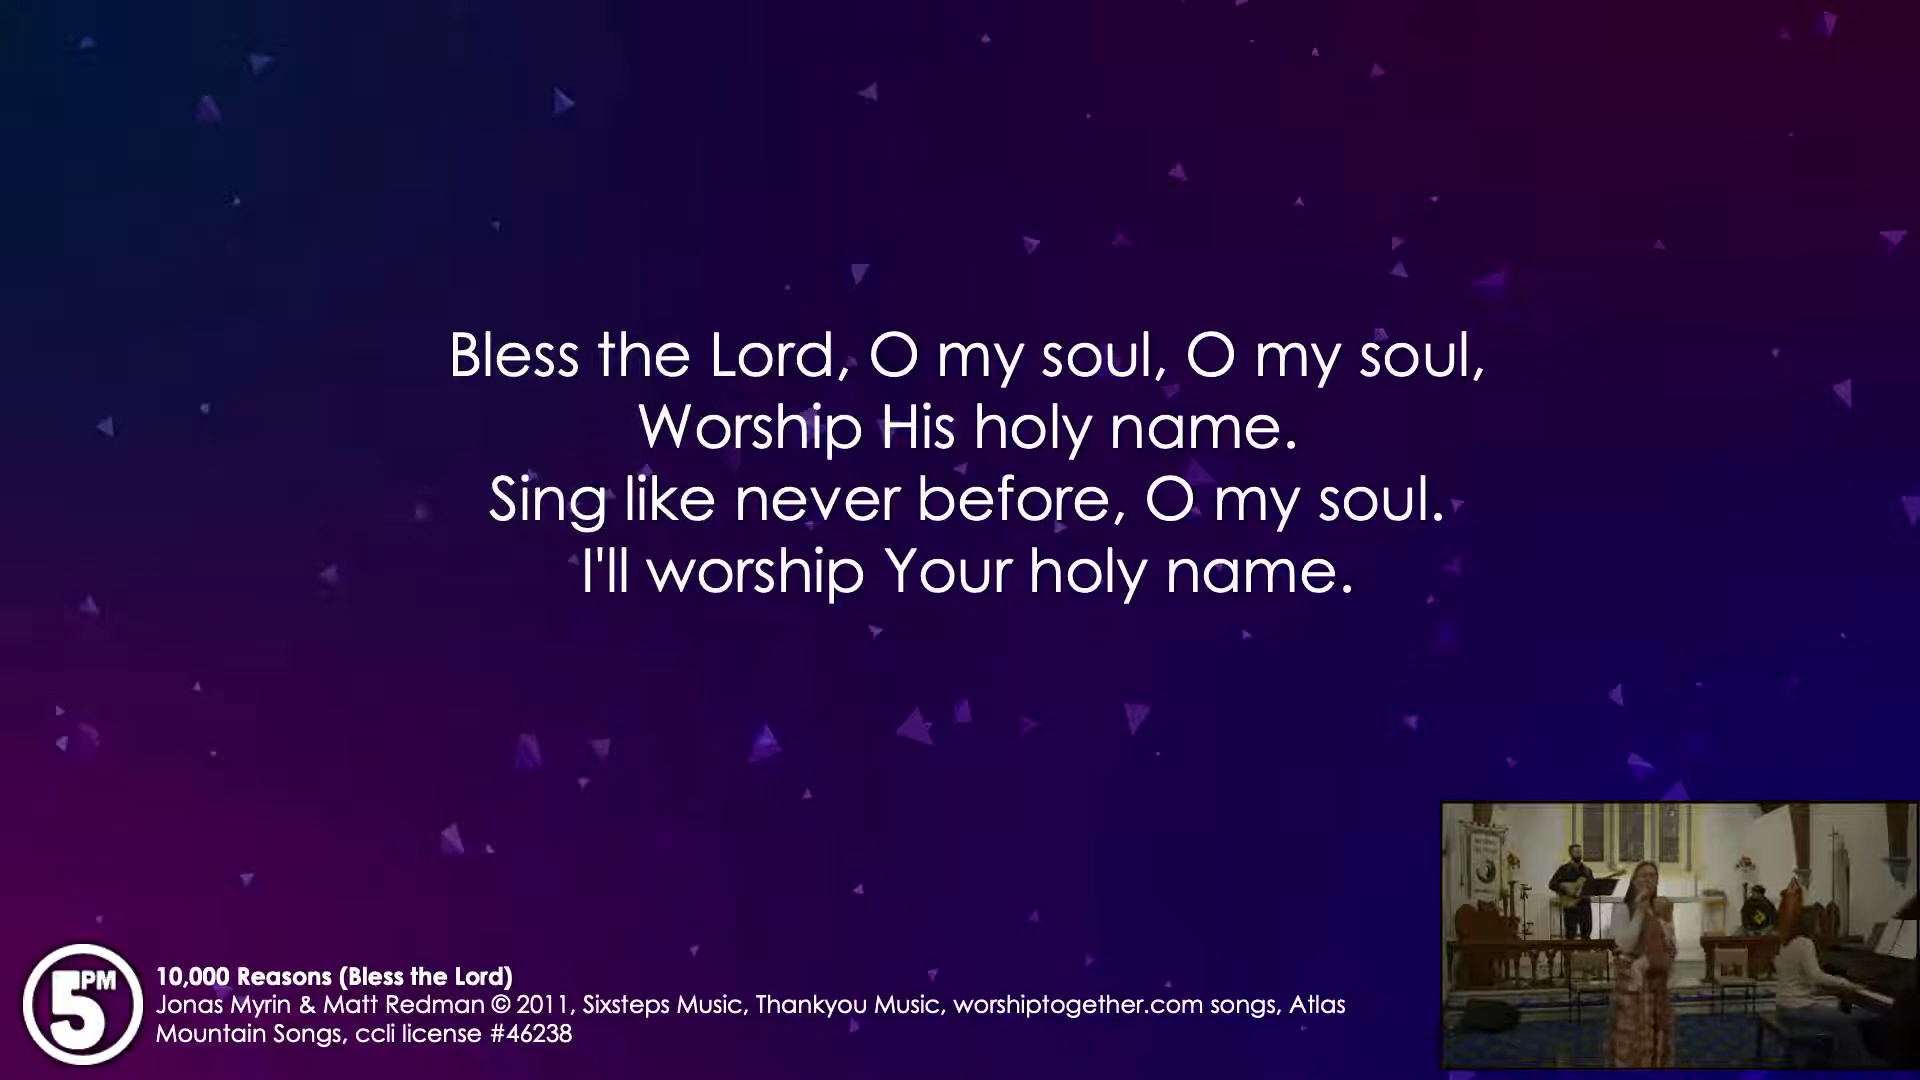 Bless the Lord, O my soul, O my soul,
Worship His holy name.
Sing like never before, O my soul.
I'll worship Your holy name.
5PM
10,000 Reasons (Bless the Lord)
Jonas Myrin & Matt Redman © 2011, Sixsteps Music, Thankyou Music, worshiptogether.com songs, Atlas
Mountain Songs, ccli license #46238